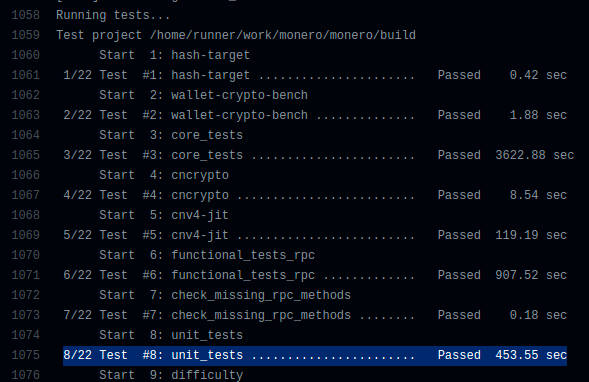 1058 Running tests...
1059 Test project /home/runner/work/monero/monero/build
1060 Start 1: hash-target
1061 1/22 Test #1: hash-target ...................... Passed 0.42 sec
1062 Start 2: wallet-crypto-bench
1063 2/22 Test #2: wallet-crypto-bench .............. Passed 1.88 sec
1064 Start 3: core_tests
1065 3/22 Test #3: core_tests ....................... Passed 3622.88 sec
1066 Start 4: cncrypto
1067 4/22 Test #4: cncrypto ......................... Passed 8.54 sec
1068 Start 5: cnv4-jit
1069 5/22 Test #5: cnv4-jit ......................... Passed 119.19 sec
1070 Start 6: functional_tests_rpc
1071 6/22 Test #6: functional_tests_rpc ............. Passed 907.52 sec
1072 Start 7: check_missing_rpc_methods
1073 7/22 Test #7: check_missing_rpc_methods ........ Passed 0.18 sec
1074 Start 8: unit_tests
1075 8/22 Test #8: unit_tests ....................... Passed 453.55 sec
1076 Start 9: difficulty